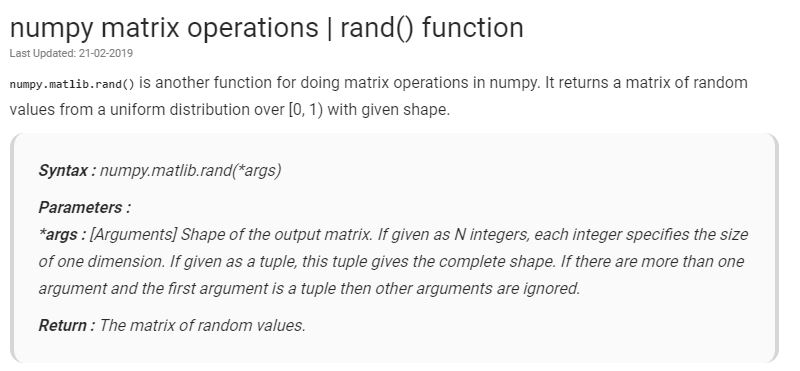 numpy matrix operations | rand() function
Last Updated: 21-02-2019
numpy.matlib.rand() is another function for doing matrix operations in numpy. It returns a matrix of random
values from a uniform distribution over [0, 1) with given shape.
Syntax : numpy.matlib.rand(*args)
Parameters :
*args : [Arguments] Shape of the output matrix. If given as N integers, each integer specifies the size
of one dimension. If given as a tuple, this tuple gives the complete shape. If there are more than one
argument and the first argument is a tuple then other arguments are ignored.
Return : The matrix of random values.